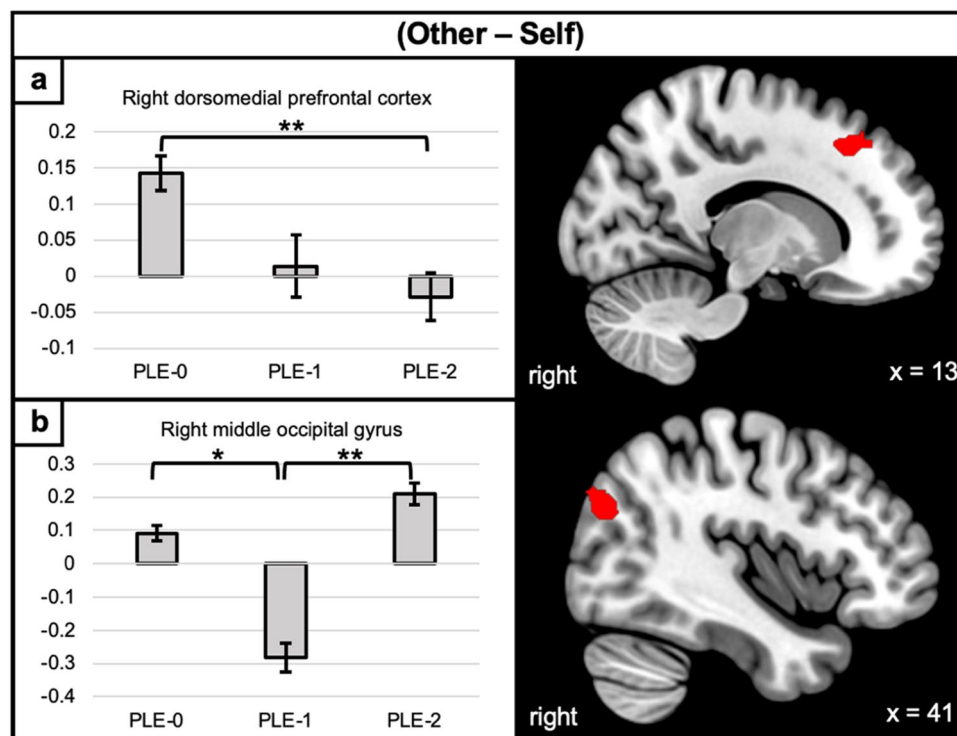 (Other – Self)
a
Right dorsomedial prefrontal cortex
0.2
**
0.15
0.1
0.05
0
-0.05
-0.1
PLE-0 PLE-1 PLE-2
right x = 13
b
Right middle occipital gyrus
0.3
* **
0.2
0.1
0
-0.1
-0.2
-0.3
-0.4
PLE-0 PLE-1 PLE-2
right x = 41